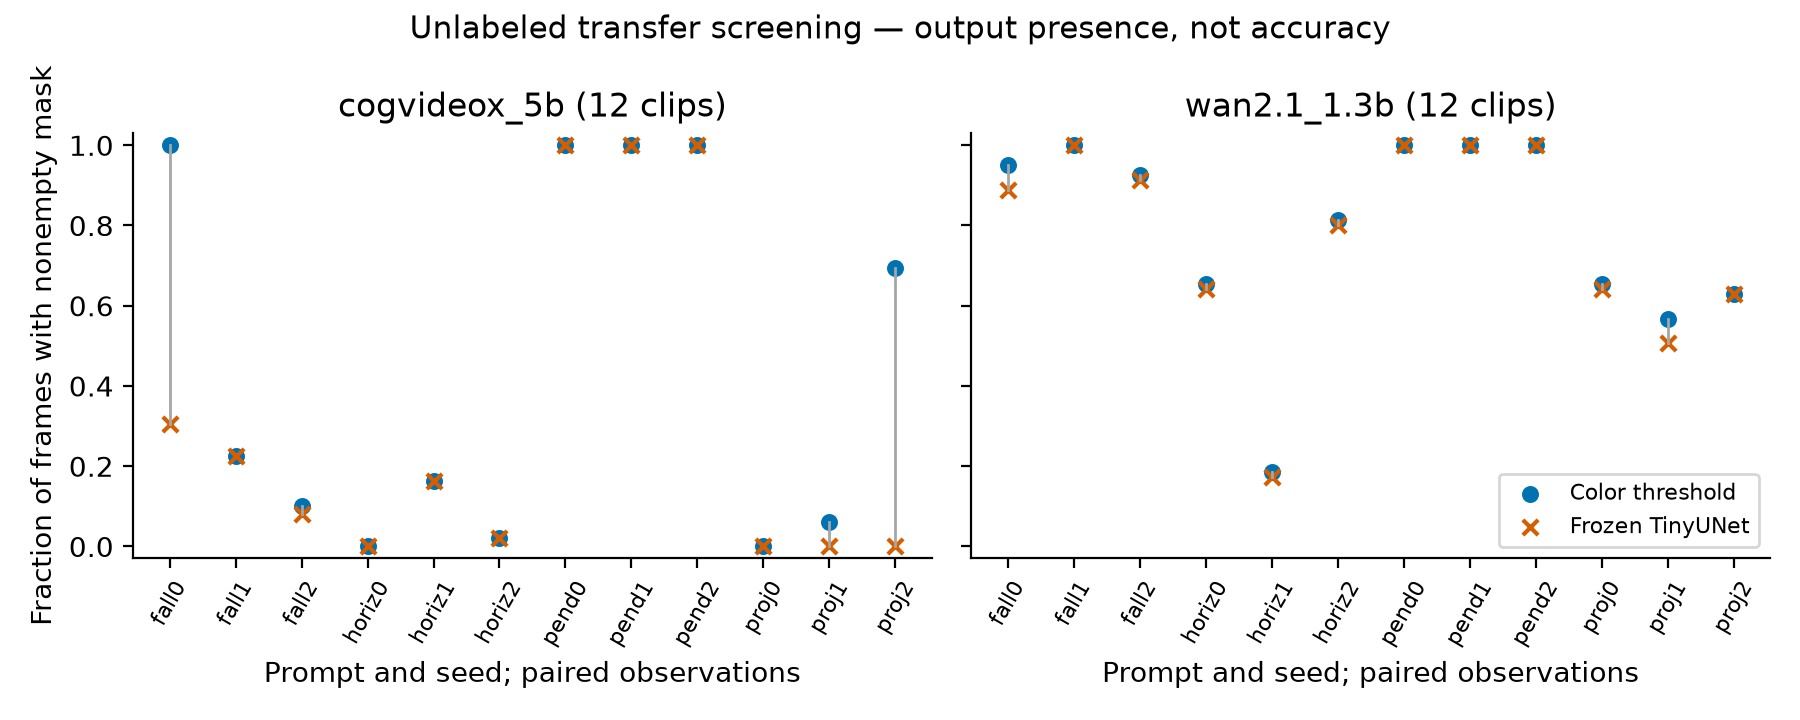 Unlabeled transfer screening — output presence, not accuracy
cogvideox_5b (12 clips)
Fraction of frames with nonempty mask
1.0
0.8
0.6
0.4
0.2
0.0
fall0
fall1
fall2
horiz0
horiz1
horiz2
pend0
pend1
pend2
proj0
proj1
proj2
Prompt and seed; paired observations
wan2.1_1.3b (12 clips)
Color threshold
Frozen TinyUNet
fall0
fall1
fall2
horiz0
horiz1
horiz2
pend0
pend1
pend2
proj0
proj1
proj2
Prompt and seed; paired observations